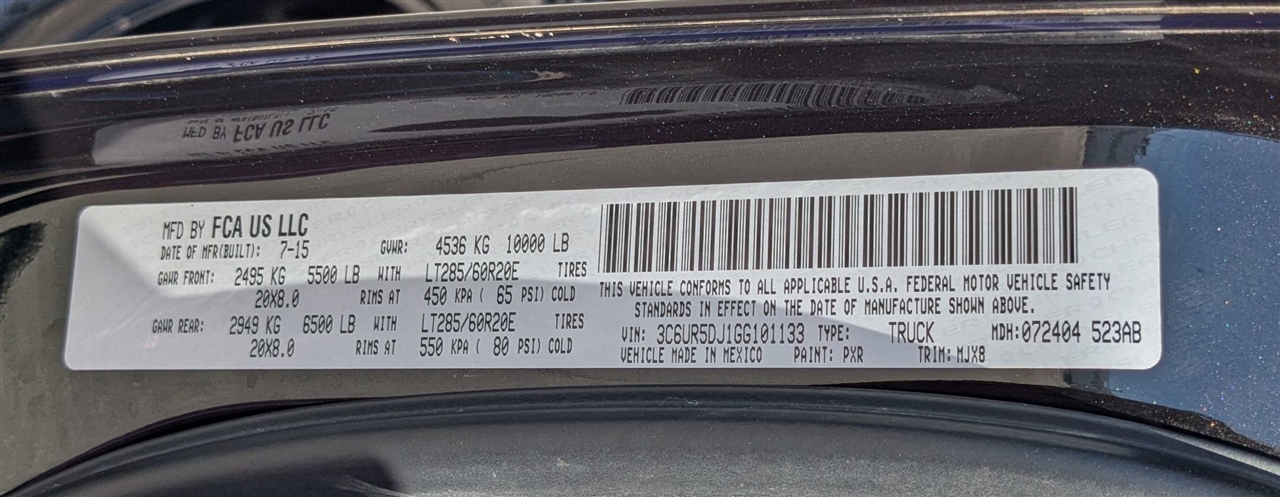 MFD BY FCA US LLC
DATE OF MFR(BUILT): 7-15 GVWR: 4536 KG 10000 LB
GAWR FRONT: 2495 KG 5500 LB WITH LT285/60R20E TIRES
20X8.0 RIMS AT 450 KPA ( 65 PSI) COLD
GAWR REAR: 2949 KG 6500 LB WITH LT285/60R20E TIRES
20X8.0 RIMS AT 550 KPA ( 80 PSI) COLD
THIS VEHICLE CONFORMS TO ALL APPLICABLE U.S.A. FEDERAL MOTOR VEHICLE SAFETY
STANDARDS IN EFFECT ON THE DATE OF MANUFACTURE SHOWN ABOVE.
VIN: 3C6UR5DJ1GG101133 TYPE: TRUCK MDH:072404 523AB
VEHICLE MADE IN MEXICO PAINT: PXR TRIM: MJX8